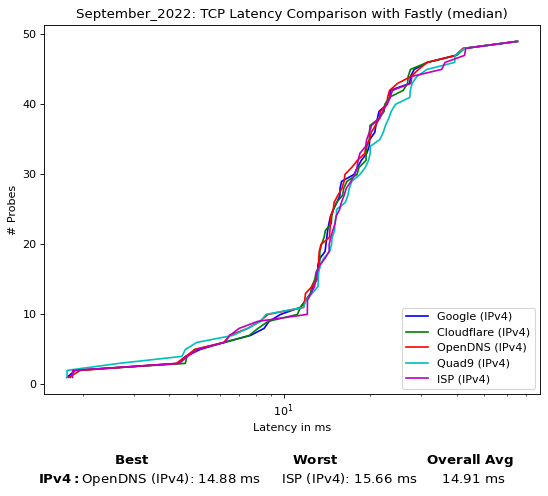 September_2022: TCP Latency Comparison with Fastly (median)
50
40
30
20
10
0
# Probes
10^1
Latency in ms
Google (IPv4)
Cloudflare (IPv4)
OpenDNS (IPv4)
Quad9 (IPv4)
ISP (IPv4)
Best Worst Overall Avg
IPv4: OpenDNS (IPv4): 14.88 ms ISP (IPv4): 15.66 ms 14.91 ms